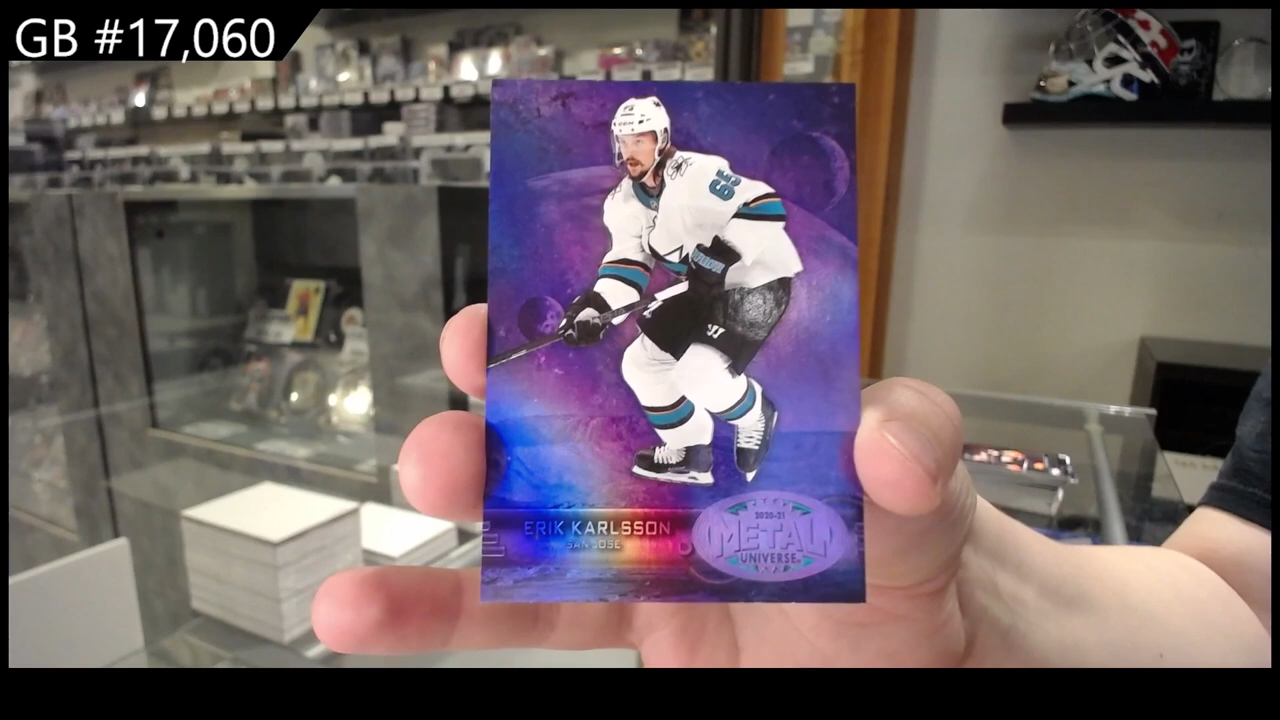 GB #17,060
65
ERIK KARLSSON
SAN JOSE
2020-21
METAL
UNIVERSE